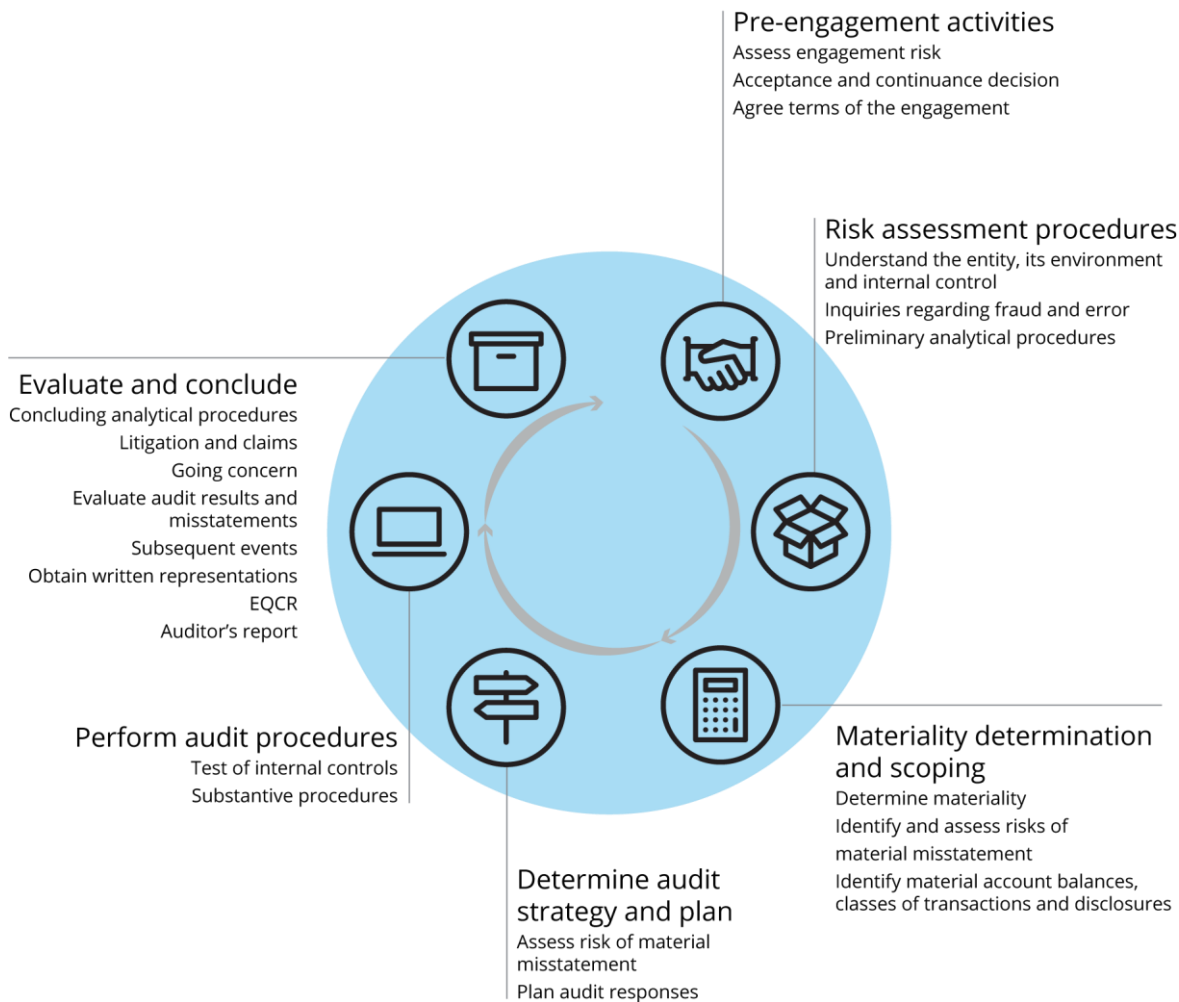 Pre-engagement activities
Assess engagement risk
Acceptance and continuance decision
Agree terms of the engagement
Risk assessment procedures
Understand the entity, its environment
and internal control
Inquiries regarding fraud and error
Preliminary analytical procedures
Materiality determination
and scoping
Determine materiality
Identify and assess risks of
material misstatement
Identify material account balances,
classes of transactions and disclosures
Determine audit
strategy and plan
Assess risk of material
misstatement
Plan audit responses
Perform audit procedures
Test of internal controls
Substantive procedures
Evaluate and conclude
Concluding analytical procedures
Litigation and claims
Going concern
Evaluate audit results and
misstatements
Subsequent events
Obtain written representations
EQCR
Auditor’s report